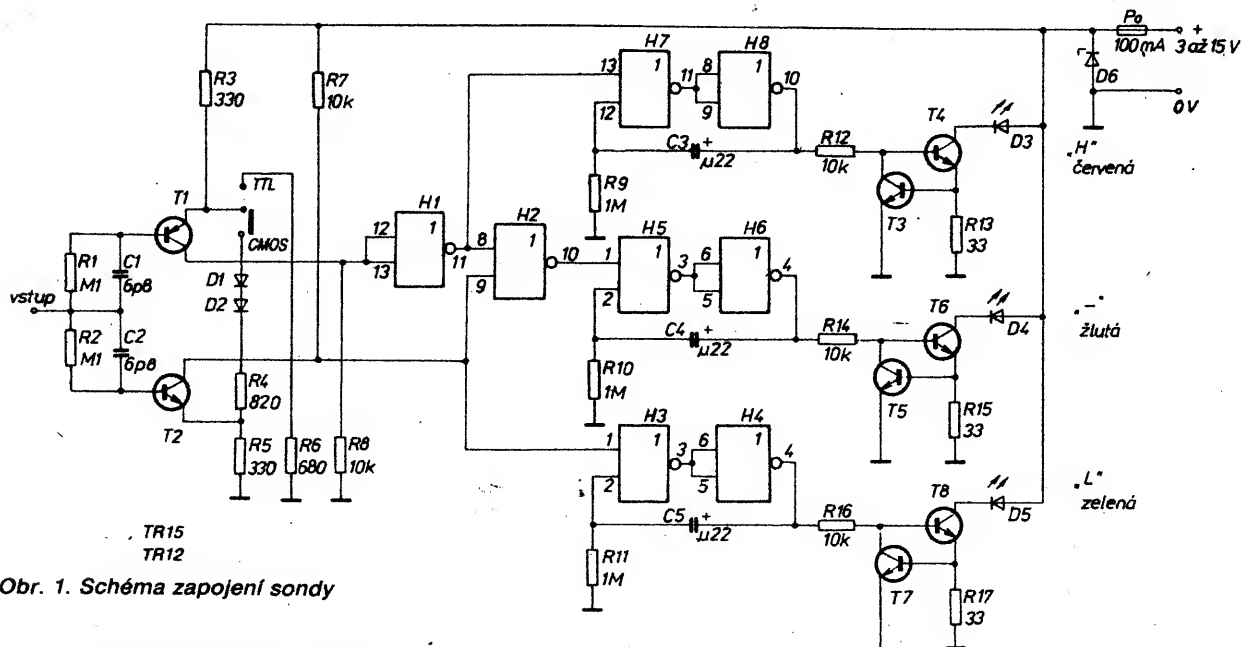 Po
100mA
+
3 až 15 V
D6
0V
R3
330
R7
10k
H7
1
13
12
11
H8
1
8
9
10
C3
+
µ22
R12
10k
T4
D3
T3
R13
33
"H"
červená
R9
1M
TTL
CMOS
T1
D1
D2
R1
M1
C1
6p8
vstup
R2
M1
C2
6p8
T2
R4
820
R5
330
R6
680
R8
10k
H1
1
12
13
11
H2
1
8
9
10
H5
1
1
2
3
H6
1
6
5
4
C4
+
µ22
R14
10k
T6
D4
T5
R15
33
"–"
žlutá
R10
1M
H3
1
1
2
3
H4
1
6
5
4
C5
+
µ22
R16
10k
T8
D5
T7
R17
33
"L"
zelená
R11
1M
TR15
TR12
Obr. 1. Schéma zapojení sondy